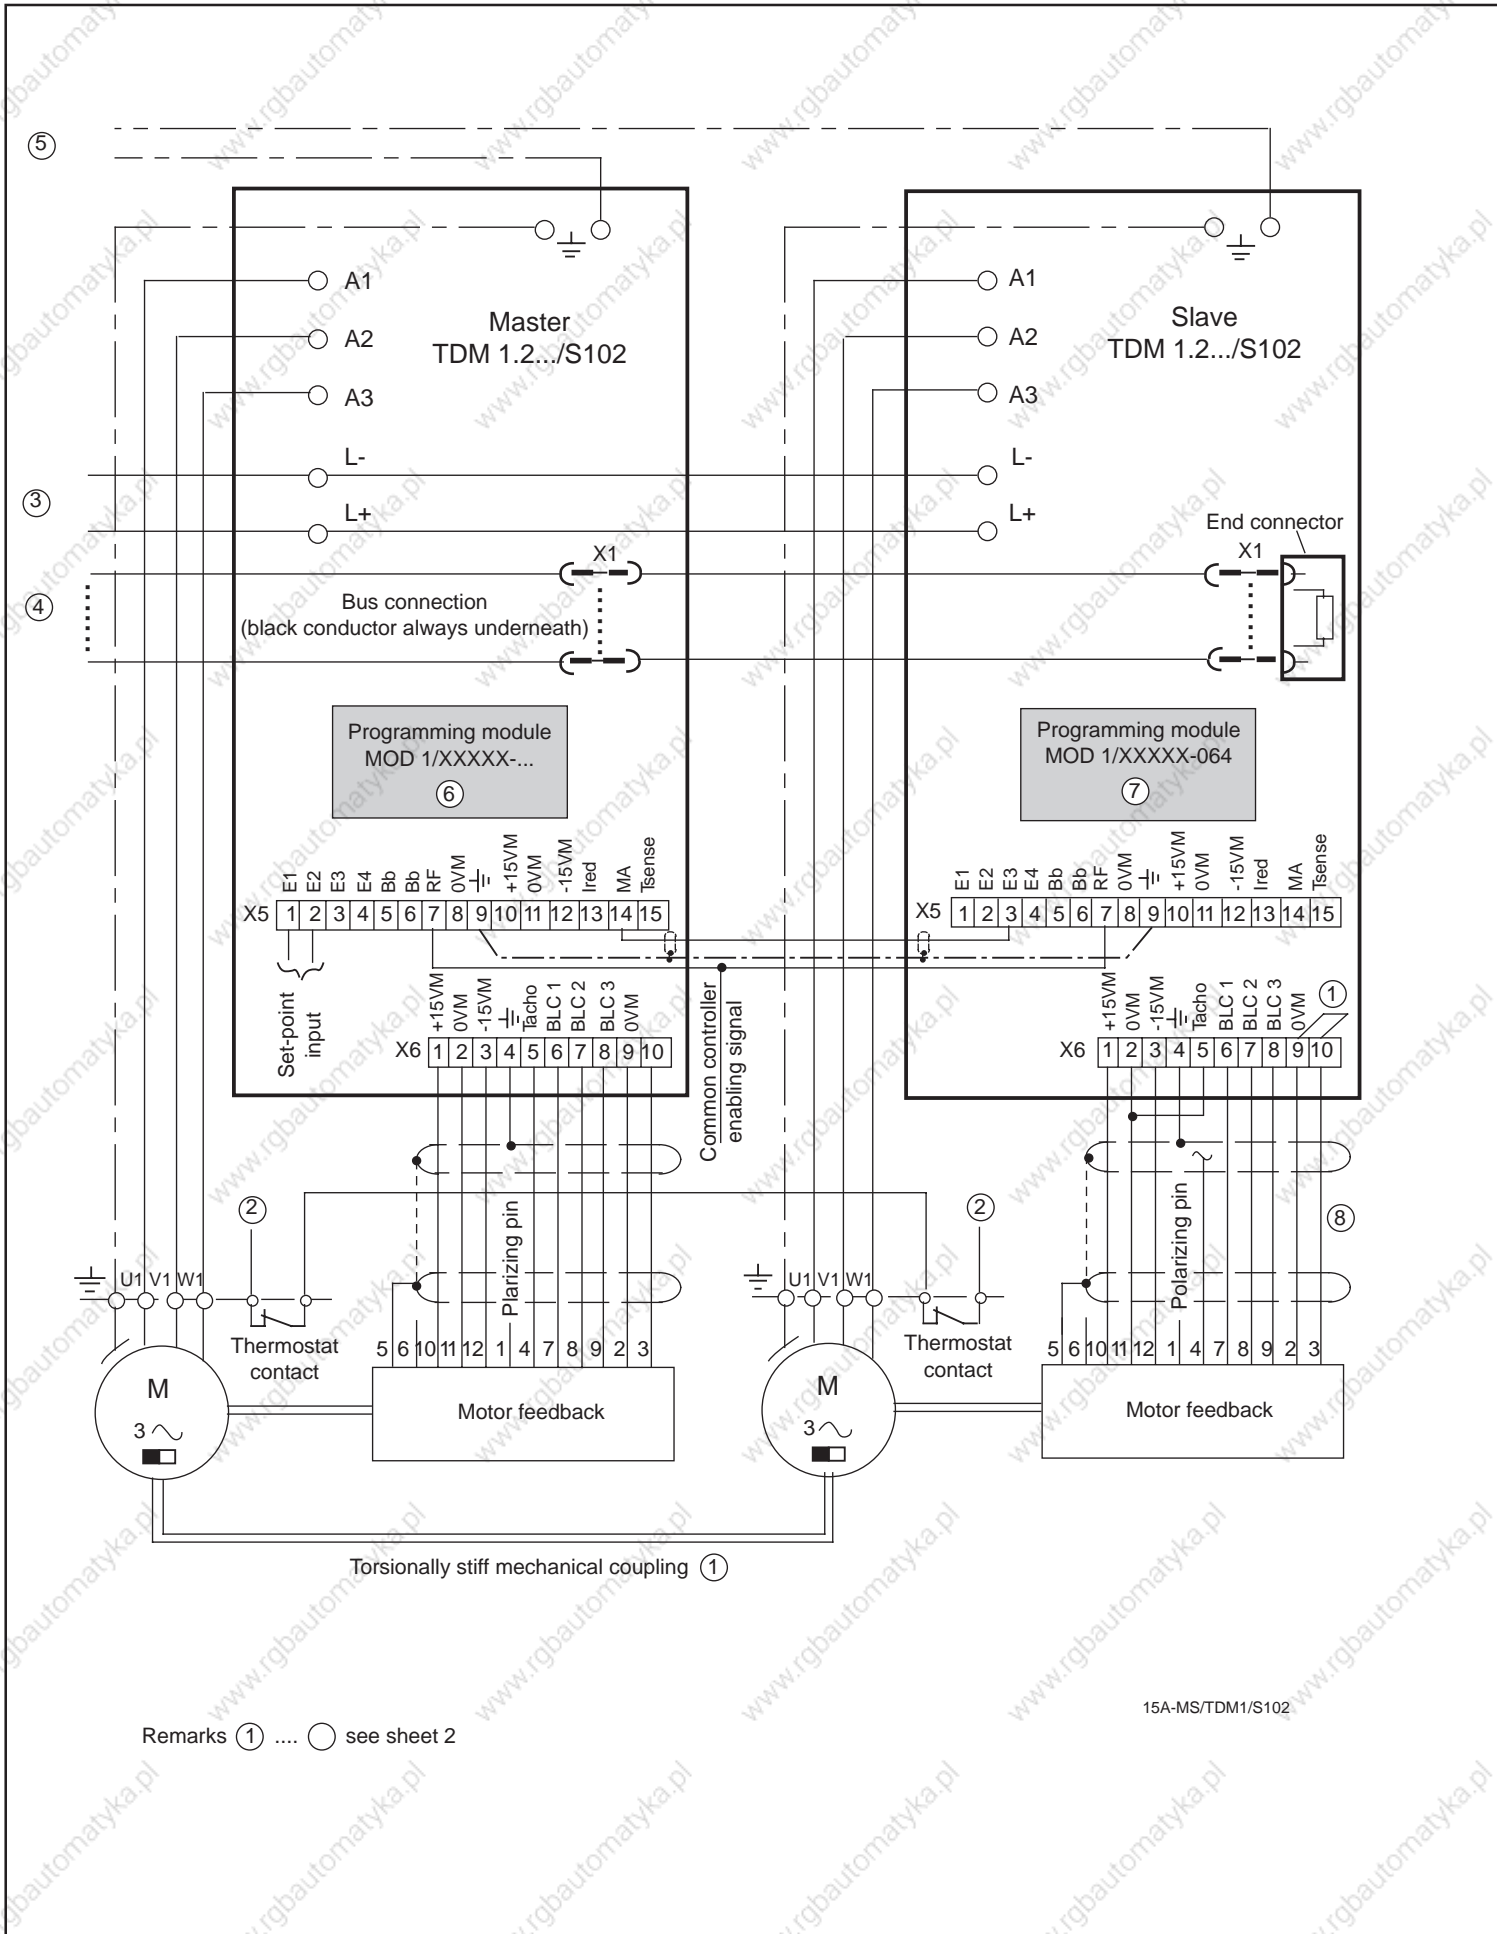 5
A1
A2
A3
Master
TDM 1.2.../S102
A1
A2
A3
Slave
TDM 1.2.../S102
L-
L+
L-
L+
3
X1
End connector
X1
4
Bus connection
(black conductor always underneath)
Programming module
MOD 1/XXXXX-...
6
Programming module
MOD 1/XXXXX-064
7
E1 E2 E3 E4 Bb Bb RF 0VM +15VM 0VM -15VM Ired MA Tsense
X5 1 2 3 4 5 6 7 8 9 10 11 12 13 14 15
E1 E2 E3 E4 Bb Bb RF 0VM +15VM 0VM -15VM Ired MA Tsense
X5 1 2 3 4 5 6 7 8 9 10 11 12 13 14 15
Set-point
input
+15VM 0VM -15VM Tacho BLC 1 BLC 2 BLC 3 0VM
X6 1 2 3 4 5 6 7 8 9 10
Common controller
enabling signal
+15VM 0VM -15VM Tacho BLC 1 BLC 2 BLC 3 0VM
1
X6 1 2 3 4 5 6 7 8 9 10
2
Plarizing pin
2
Polarizing pin
8
U1 V1 W1
U1 V1 W1
Thermostat
contact
5 6 10 11 12 1 4 7 8 9 2 3
Thermostat
contact
5 6 10 11 12 1 4 7 8 9 2 3
M
3
Motor feedback
M
3
Motor feedback
Torsionally stiff mechanical coupling 1
15A-MS/TDM1/S102
Remarks 1 .... see sheet 2
www.rgbautomatyka.pl